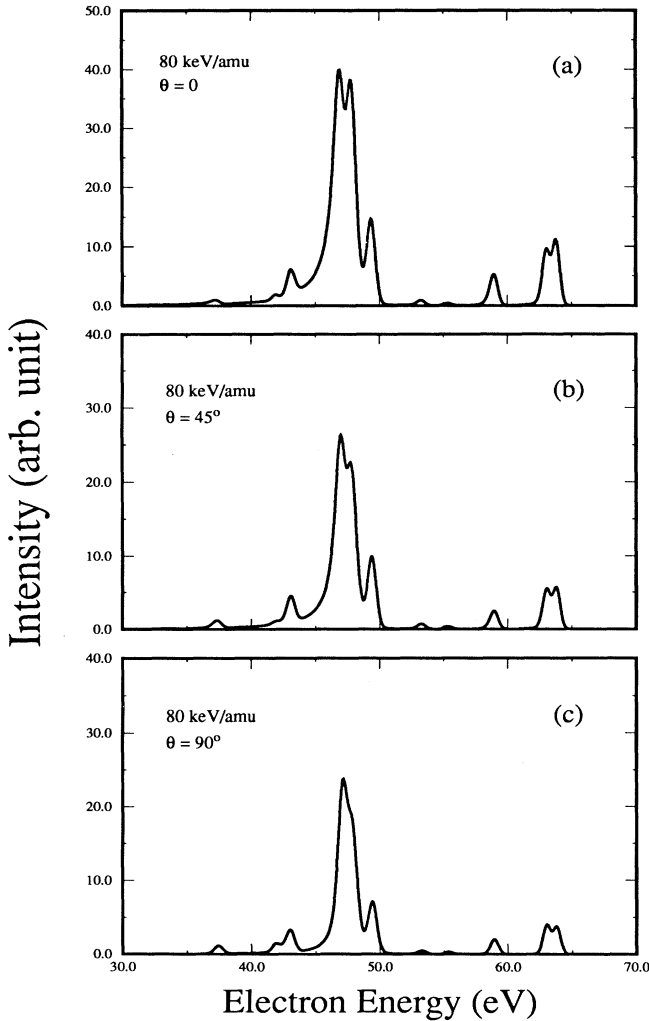 50.0
40.0
30.0
20.0
10.0
0.0
80 keV/amu
θ = 0
(a)
40.0
30.0
20.0
10.0
0.0
80 keV/amu
θ = 45°
(b)
40.0
30.0
20.0
10.0
0.0
80 keV/amu
θ = 90°
(c)
30.0 40.0 50.0 60.0 70.0
Electron Energy (eV)
Intensity (arb. unit)